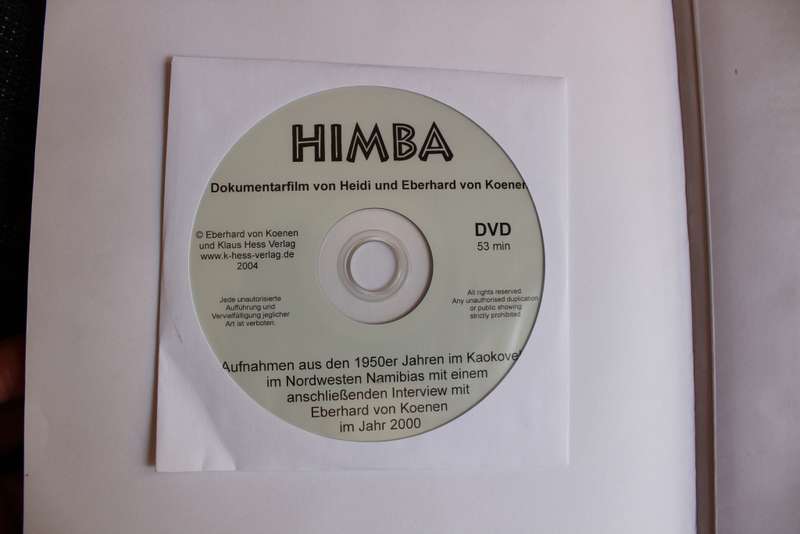 HIMBA
Dokumentarfilm von Heidi und Eberhard von Koenen
© Eberhard von Koenen
und Klaus Hess Verlag
www.k-hess-verlag.de
2004
DVD
53 min
Jede unautorisierte
Aufführung und
Vervielfältigung jeglicher
Art ist verboten.
All rights reserved.
Any unauthorised duplication
or public showing
strictly prohibited
Aufnahmen aus den 1950er Jahren im Kaokovel
im Nordwesten Namibias mit einem
anschließenden Interview mit
Eberhard von Koenen
im Jahr 2000